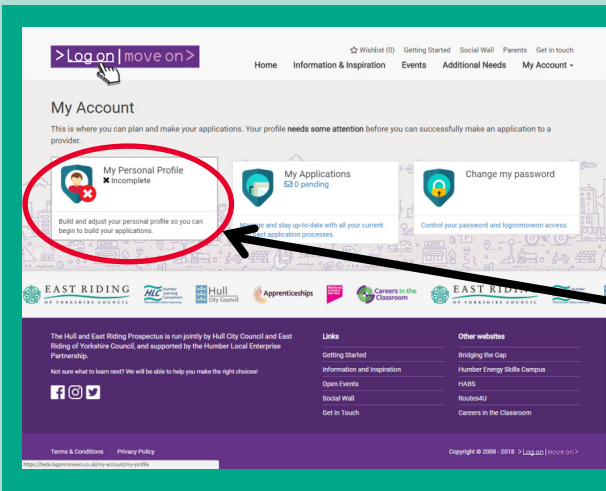 >Log on|move on>
☆ Wishlist (0) Getting Started Social Wall Parents Get in touch
Home Information & Inspiration Events Additional Needs My Account
My Account
This is where you can plan and make your applications. Your profile needs some attention before you can successfully make an application to a
provider.
My Personal Profile
✖ Incomplete
Build and adjust your personal profile so you can
begin to build your applications.
My Applications
0 pending
and stay up-to-date with all your current
application processes.
Change my password
Control your password and logonmoveon access.
EAST RIDING
OF YORKSHIRE COUNCIL
HLC Humber Learning Consortium
Hull
City Council
Apprenticeships
Careers in the
Classroom
EAST RIDING
OF YORKSHIRE COUNCIL
The Hull and East Riding Prospectus is run jointly by Hull City Council and East
Riding of Yorkshire Council, and supported by the Humber Local Enterprise
Partnership.
Not sure what to learn next? We will be able to help you make the right choices!
Links
Getting Started
Information and Inspiration
Open Events
Social Wall
Get in Touch
Other websites
Bridging the Gap
Humber Energy Skills Campus
HABS
Routes4U
Careers in the Classroom
Terms & Conditions Privacy Policy
Copyright © 2008 - 2018 >Log on|move on>
https://beta.logonmoveon.co.uk/my-account/my-profile